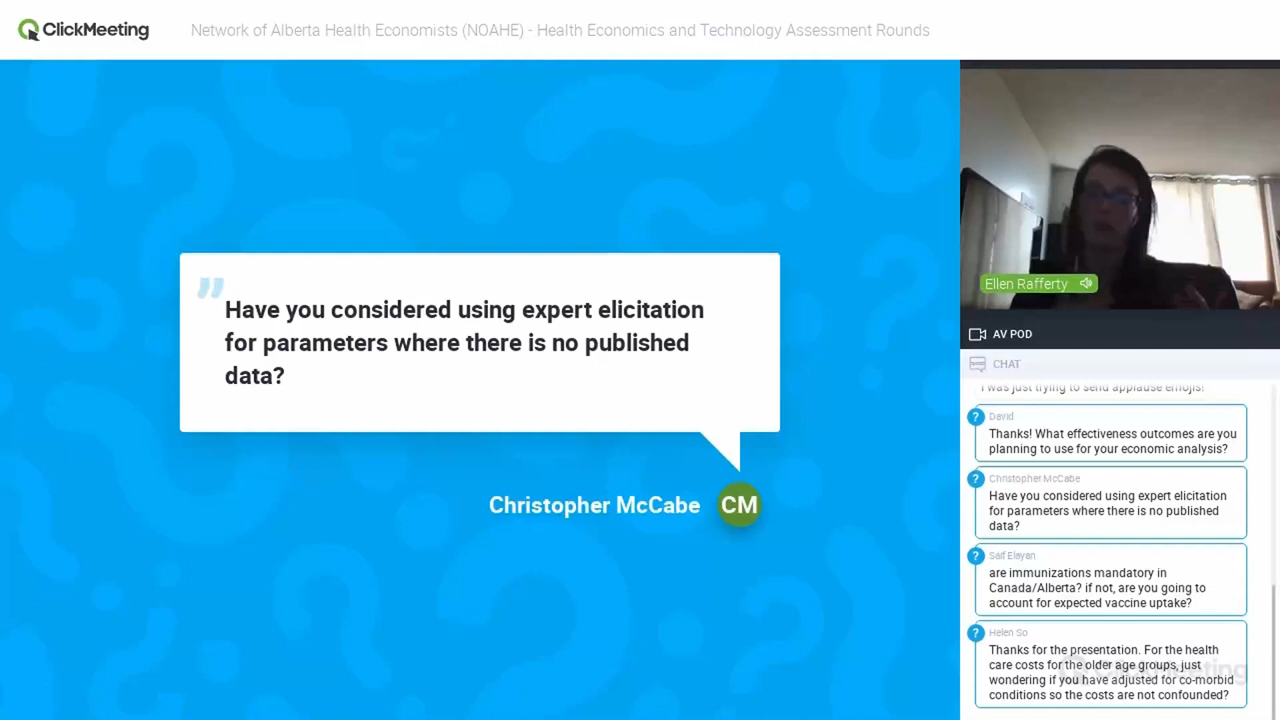 ClickMeeting
Network of Alberta Health Economists (NOAHE) - Health Economics and Technology Assessment Rounds
Have you considered using expert elicitation
for parameters where there is no published
data?
Christopher McCabe
CM
Ellen Rafferty
AV POD
CHAT
I was just trying to send applause emojis!
David
Thanks! What effectiveness outcomes are you
planning to use for your economic analysis?
Christopher McCabe
Have you considered using expert elicitation
for parameters where there is no published
data?
Saif Elayan
are immunizations mandatory in
Canada/Alberta? if not, are you going to
account for expected vaccine uptake?
Helen So
Thanks for the presentation. For the health
care costs for the older age groups, just
wondering if you have adjusted for co-morbid
conditions so the costs are not confounded?
ClickMeeting